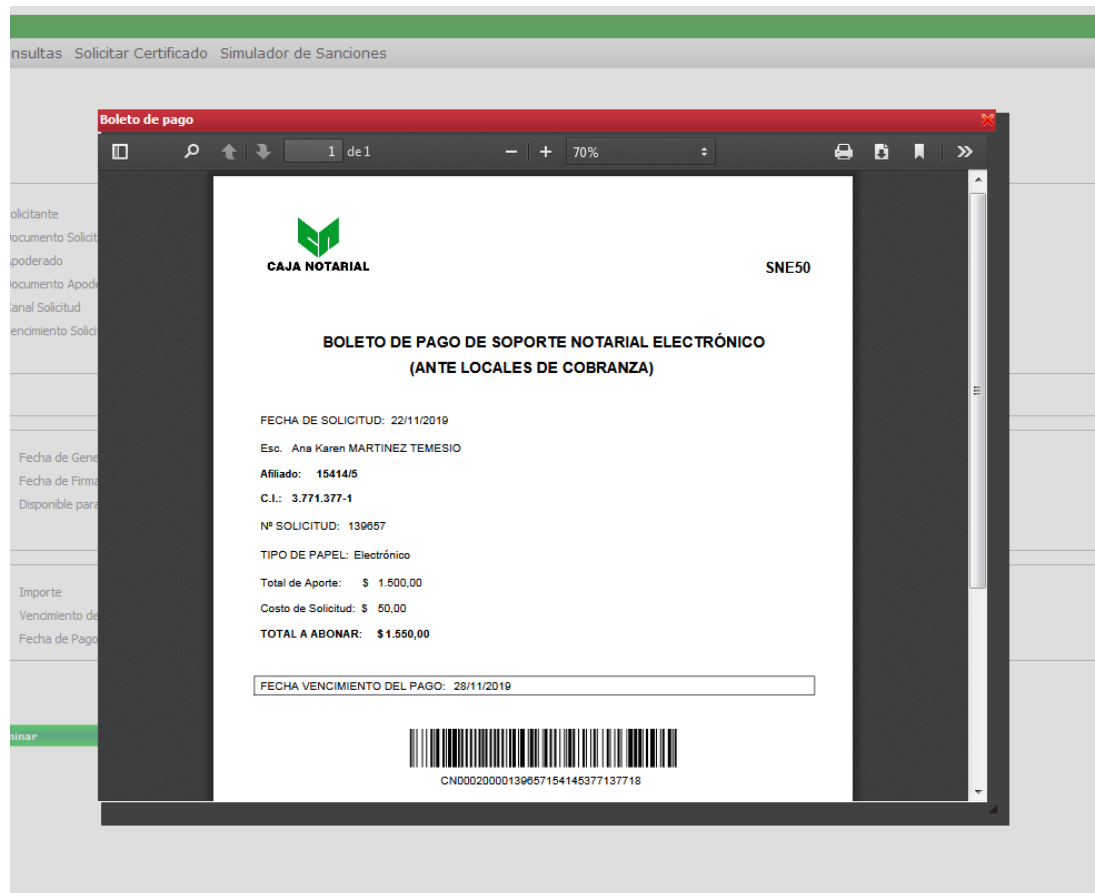 nsultas Solicitar Certificado Simulador de Sanciones
Boleto de pago
1 de 1
70%
olicitante
ocumento Solicit
poderado
ocumento Apode
anal Solicitud
encimiento Solici
Fecha de Gene
Fecha de Firma
Disponible para
Importe
Vencimiento de
Fecha de Pago
minar
CAJA NOTARIAL
SNE50
BOLETO DE PAGO DE SOPORTE NOTARIAL ELECTRÓNICO
(ANTE LOCALES DE COBRANZA)
FECHA DE SOLICITUD: 22/11/2019
Esc. Ana Karen MARTINEZ TEMESIO
Afiliado: 15414/5
C.I.: 3.771.377-1
Nº SOLICITUD: 139657
TIPO DE PAPEL: Electrónico
Total de Aporte: $ 1.500,00
Costo de Solicitud: $ 50,00
TOTAL A ABONAR: $ 1.550,00
FECHA VENCIMIENTO DEL PAGO: 28/11/2019
CN0002000013965715414537713771​8